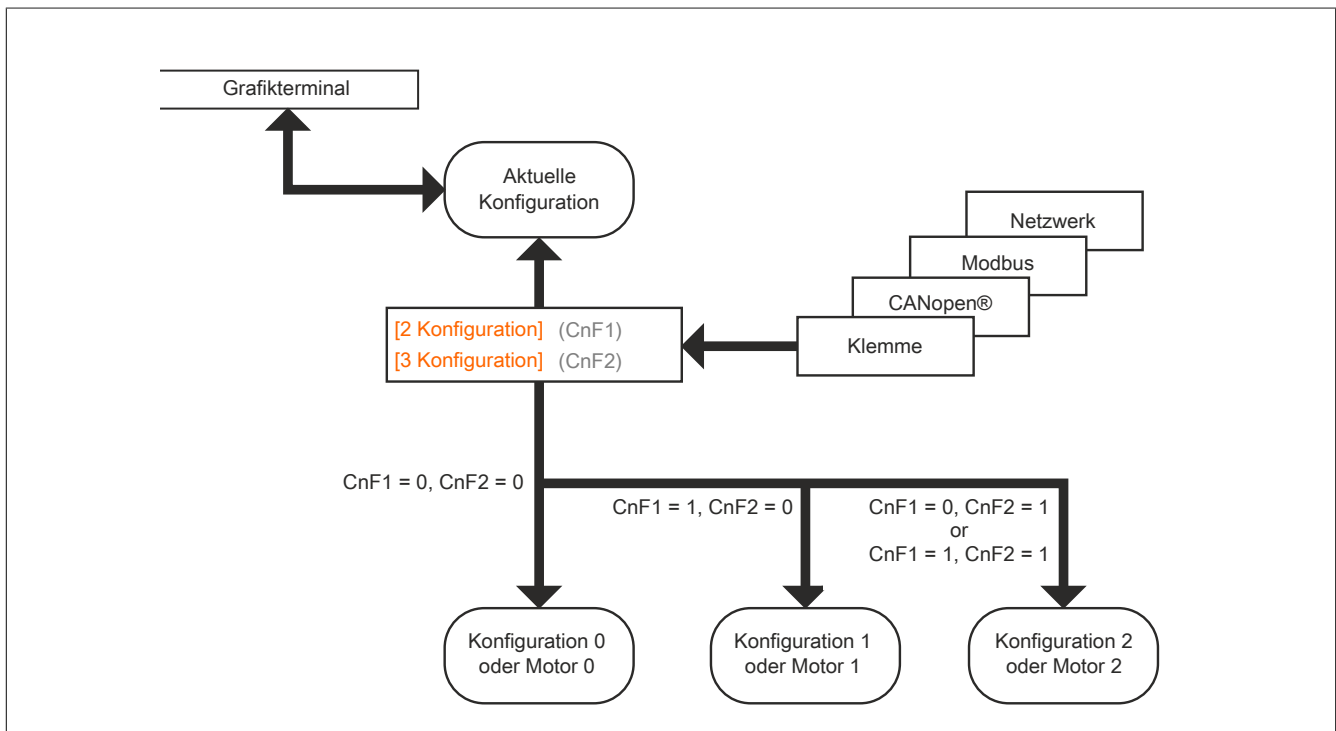 Grafikterminal
Aktuelle
Konfiguration
Netzwerk
Modbus
CANopen®
Klemme
[2 Konfiguration] (CnF1)
[3 Konfiguration] (CnF2)
CnF1 = 0, CnF2 = 0
CnF1 = 1, CnF2 = 0
CnF1 = 0, CnF2 = 1
or
CnF1 = 1, CnF2 = 1
Konfiguration 0
oder Motor 0
Konfiguration 1
oder Motor 1
Konfiguration 2
oder Motor 2